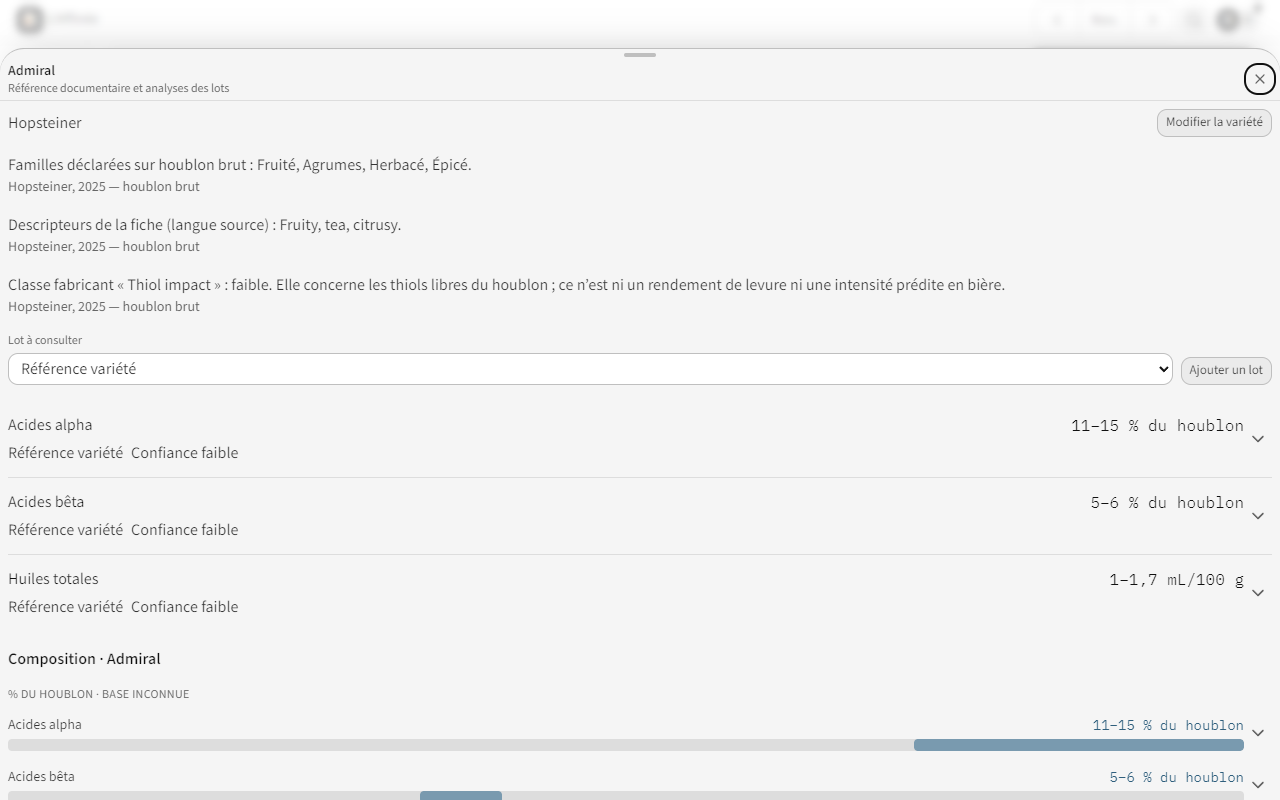 Admiral
Référence documentaire et analyses des lots
Hopsteiner
Modifier la variété
Familles déclarées sur houblon brut : Fruité, Agrumes, Herbacé, Épicé.
Hopsteiner, 2025 — houblon brut
Descripteurs de la fiche (langue source) : Fruity, tea, citrusy.
Hopsteiner, 2025 — houblon brut
Classe fabricant « Thiol impact » : faible. Elle concerne les thiols libres du houblon ; ce n’est ni un rendement de levure ni une intensité prédite en bière.
Hopsteiner, 2025 — houblon brut
Lot à consulter
Référence variété
Ajouter un lot
Acides alpha
11–15 % du houblon
Référence variété Confiance faible
Acides bêta
5–6 % du houblon
Référence variété Confiance faible
Huiles totales
1–1,7 mL/100 g
Référence variété Confiance faible
Composition · Admiral
% DU HOUBLON · BASE INCONNUE
Acides alpha
11–15 % du houblon
Acides bêta
5–6 % du houblon